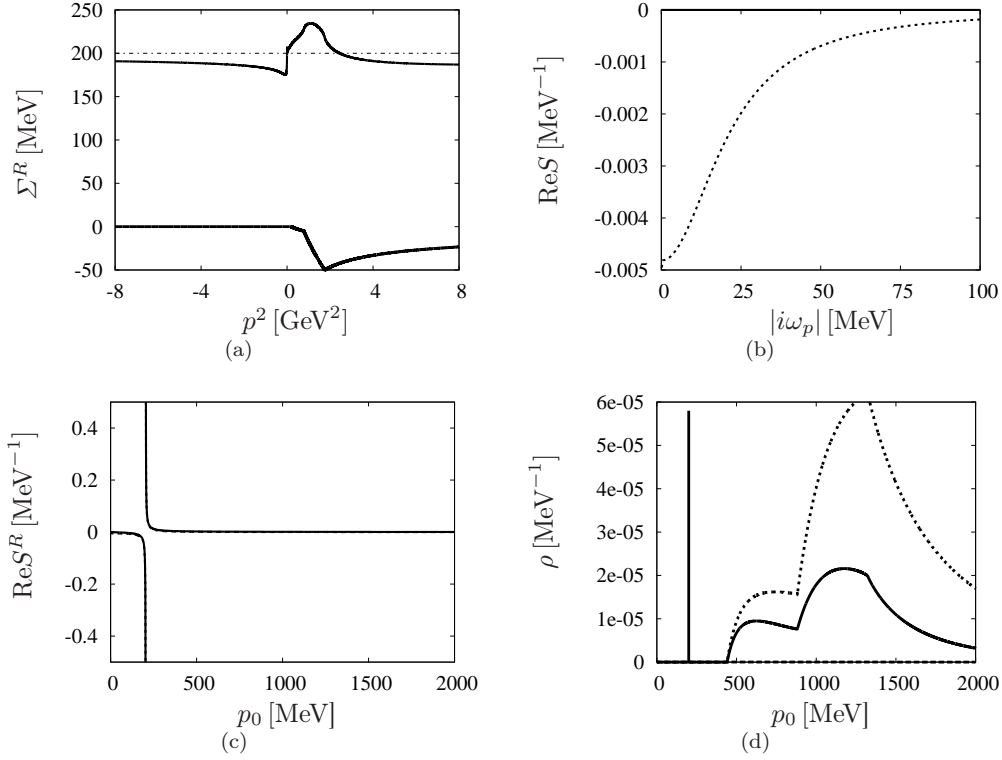 250
200
150
100
50
0
-50
Σ^R [MeV]
-8
-4
0
4
8
p^2 [GeV^2]
(a)
0
-0.001
-0.002
-0.003
-0.004
-0.005
ReS [MeV^−1]
0
25
50
75
100
|iω_p| [MeV]
(b)
0.4
0.2
0
-0.2
-0.4
ReS^R [MeV^−1]
0
500
1000
1500
2000
p_0 [MeV]
(c)
6e-05
5e-05
4e-05
3e-05
2e-05
1e-05
0
ρ [MeV^−1]
0
500
1000
1500
2000
p_0 [MeV]
(d)